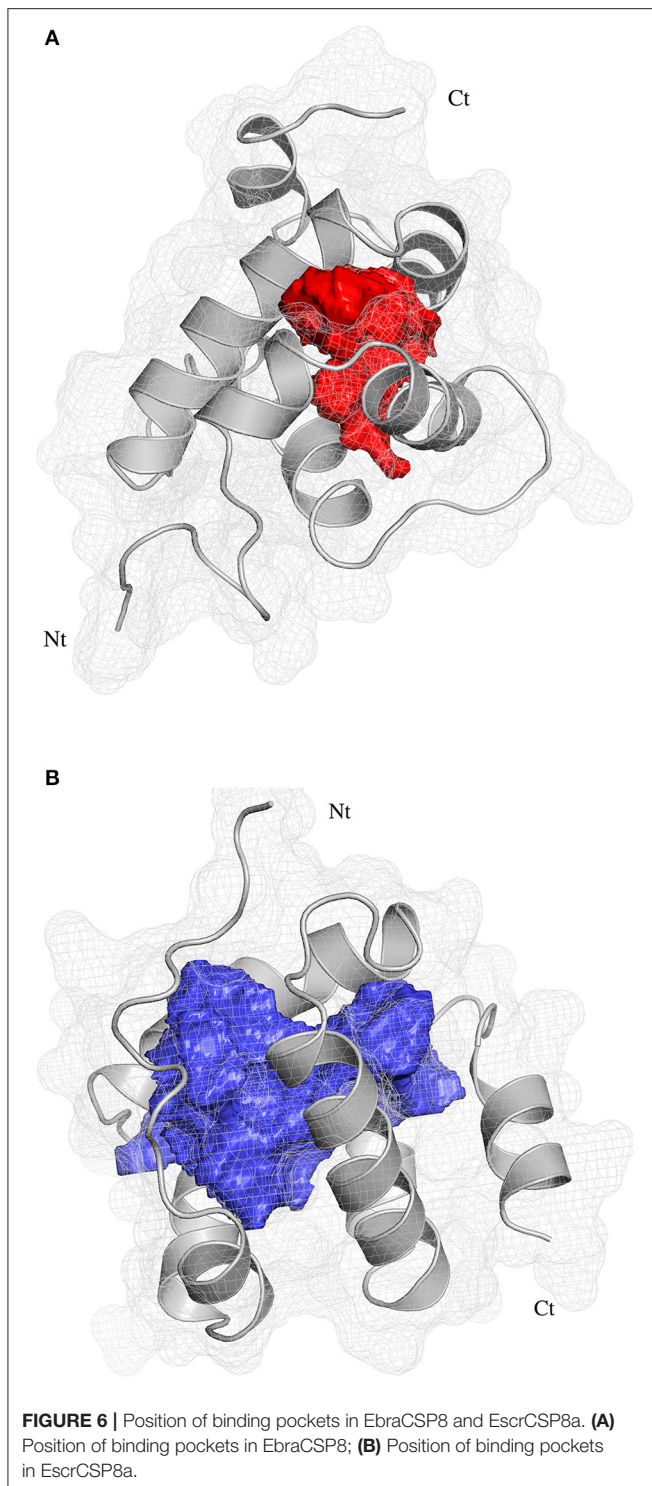 A
Ct
Nt
B
Nt
Ct
FIGURE 6 | Position of binding pockets in EbraCSP8 and EscrCSP8a. (A)
Position of binding pockets in EbraCSP8; (B) Position of binding pockets
in EscrCSP8a.